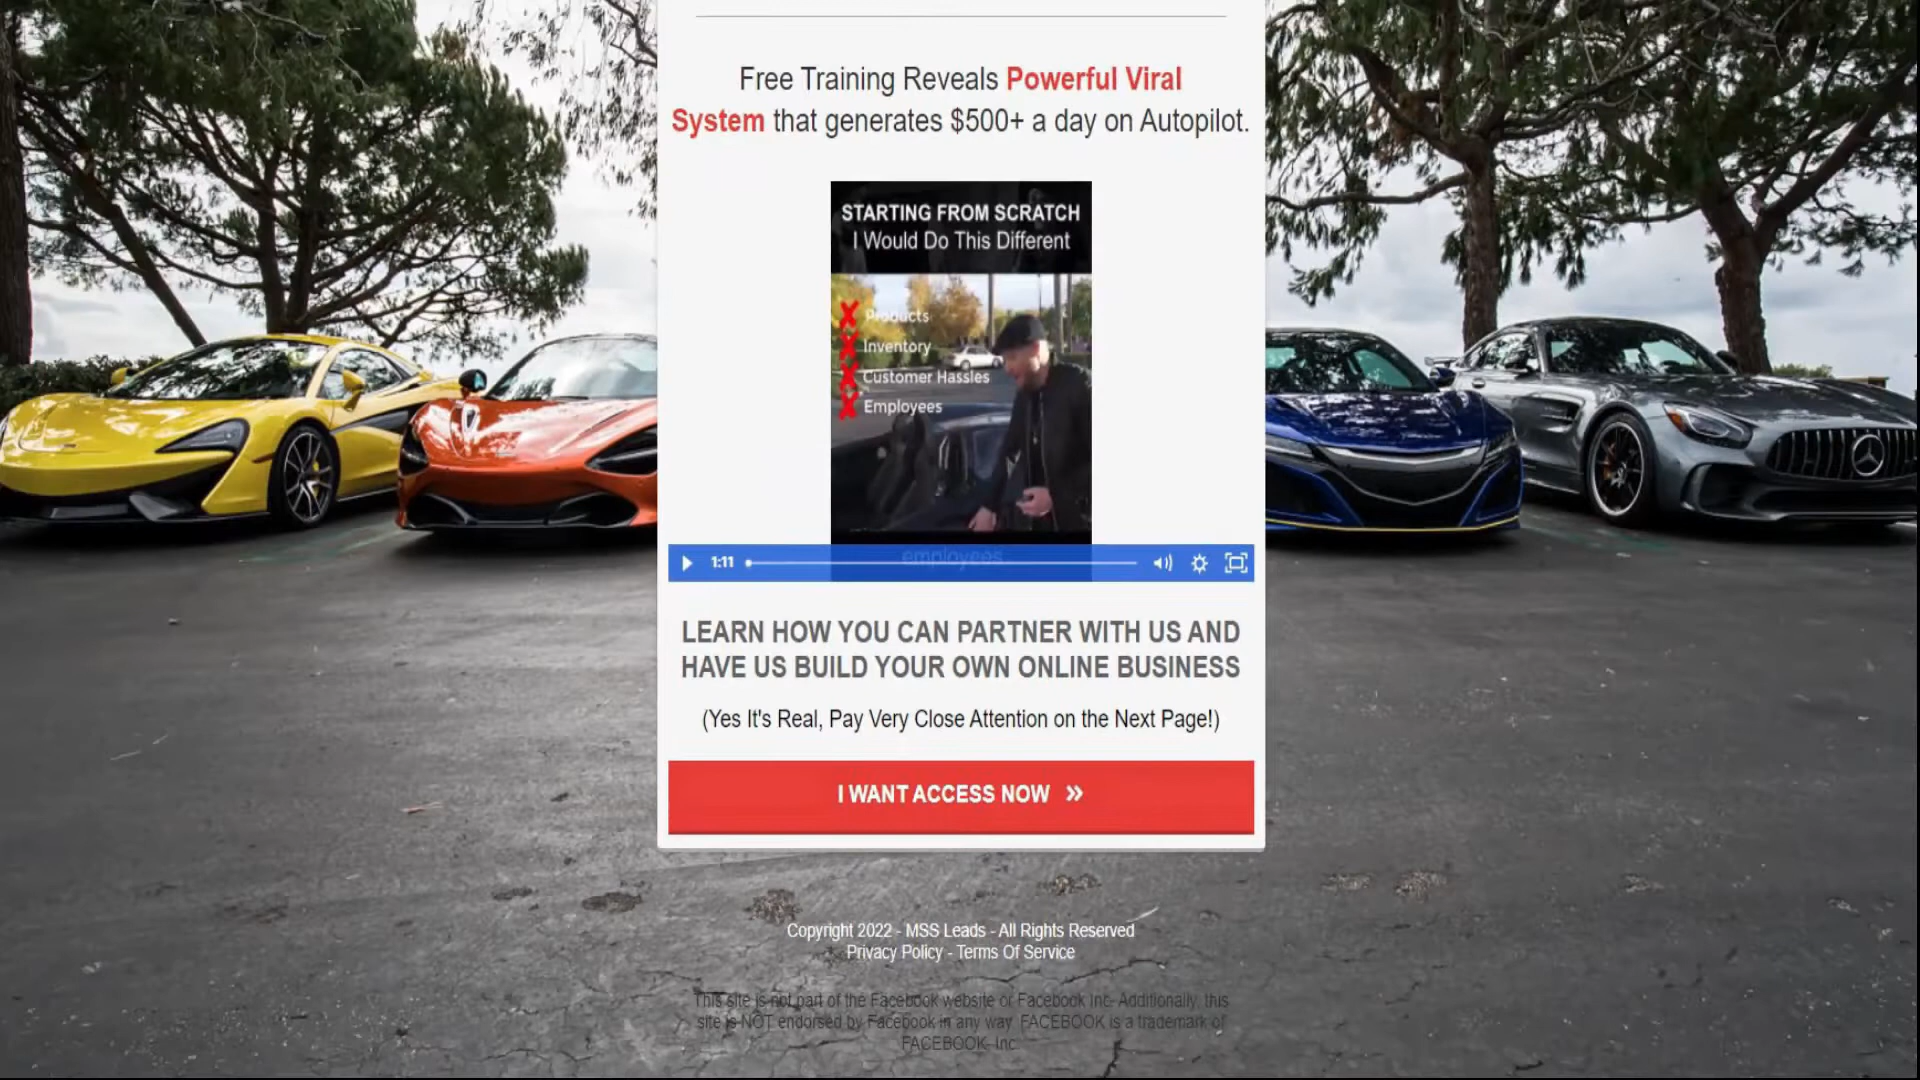 Free Training Reveals Powerful Viral
System that generates $500+ a day on Autopilot.
STARTING FROM SCRATCH
I Would Do This Different
Products
Inventory
Customer Hassles
Employees
employees
1:11
LEARN HOW YOU CAN PARTNER WITH US AND
HAVE US BUILD YOUR OWN ONLINE BUSINESS
(Yes It's Real, Pay Very Close Attention on the Next Page!)
I WANT ACCESS NOW »
Copyright 2022 - MSS Leads - All Rights Reserved
Privacy Policy - Terms Of Service
This site is not part of the Facebook website or Facebook Inc. Additionally, this
site is NOT endorsed by Facebook in any way. FACEBOOK is a trademark of
FACEBOOK, Inc.